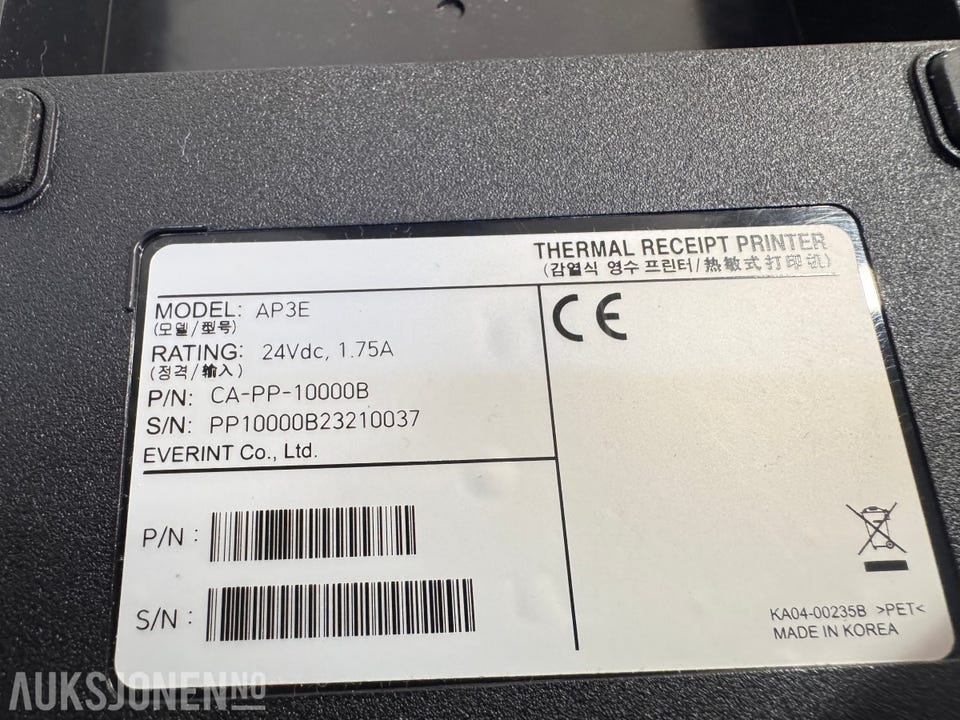 THERMAL RECEIPT PRINTER
(감열식 영수 프린터/热敏式打印机)
MODEL: AP3E
(모델/型号)
RATING: 24Vdc, 1.75A
(정격/输入)
P/N: CA-PP-10000B
S/N: PP10000B23210037
EVERINT Co., Ltd.
CE
P/N :
S/N :
KA04-00235B >PET<
MADE IN KOREA
AUKSJONEN.NO